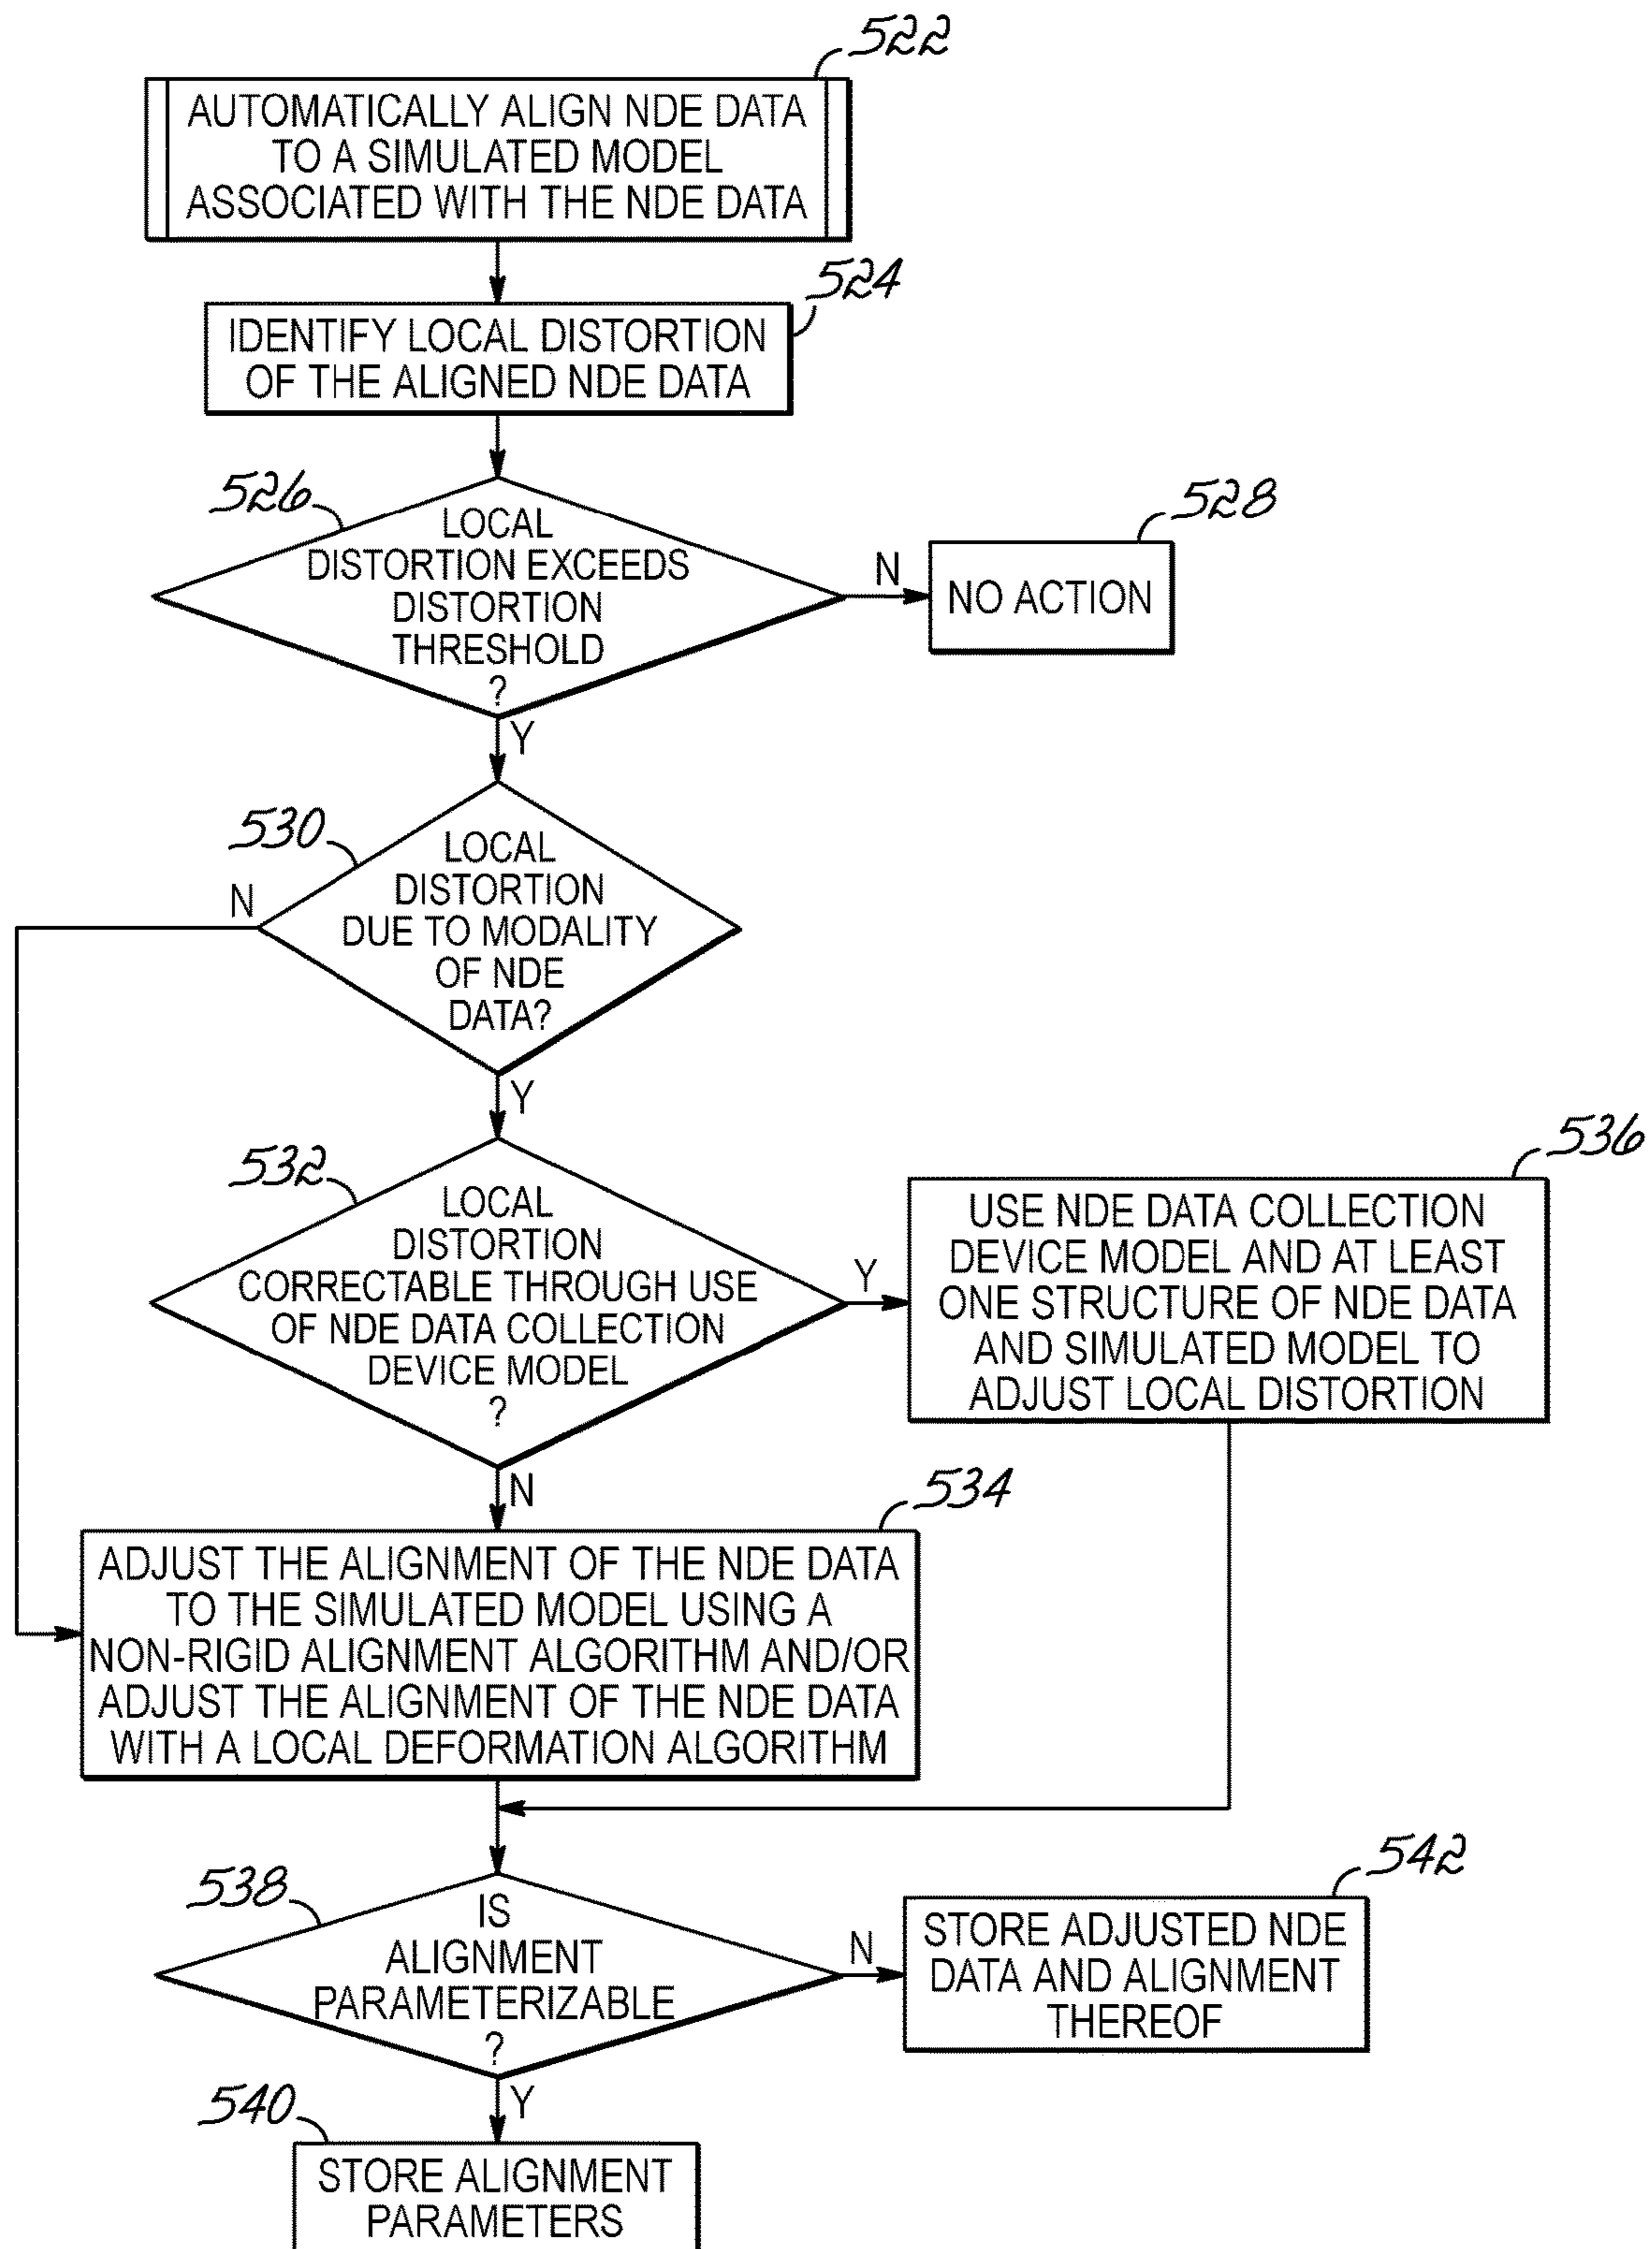 522
AUTOMATICALLY ALIGN NDE DATA
TO A SIMULATED MODEL
ASSOCIATED WITH THE NDE DATA
524
IDENTIFY LOCAL DISTORTION
OF THE ALIGNED NDE DATA
526
LOCAL
DISTORTION EXCEEDS
DISTORTION
THRESHOLD
?
N
528
NO ACTION
Y
530
LOCAL
DISTORTION
DUE TO MODALITY
OF NDE
DATA?
N
Y
532
LOCAL
DISTORTION
CORRECTABLE THROUGH USE
OF NDE DATA COLLECTION
DEVICE MODEL
?
Y
536
USE NDE DATA COLLECTION
DEVICE MODEL AND AT LEAST
ONE STRUCTURE OF NDE DATA
AND SIMULATED MODEL TO
ADJUST LOCAL DISTORTION
N
534
ADJUST THE ALIGNMENT OF THE NDE DATA
TO THE SIMULATED MODEL USING A
NON-RIGID ALIGNMENT ALGORITHM AND/OR
ADJUST THE ALIGNMENT OF THE NDE DATA
WITH A LOCAL DEFORMATION ALGORITHM
538
IS
ALIGNMENT
PARAMETERIZABLE
?
N
542
STORE ADJUSTED NDE
DATA AND ALIGNMENT
THEREOF
Y
540
STORE ALIGNMENT
PARAMETERS